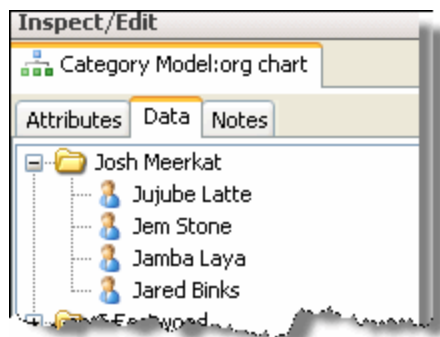 Inspect/Edit
Category Model:org chart
Attributes Data Notes
Josh Meerkat
Jujube Latte
Jem Stone
Jamba Laya
Jared Binks